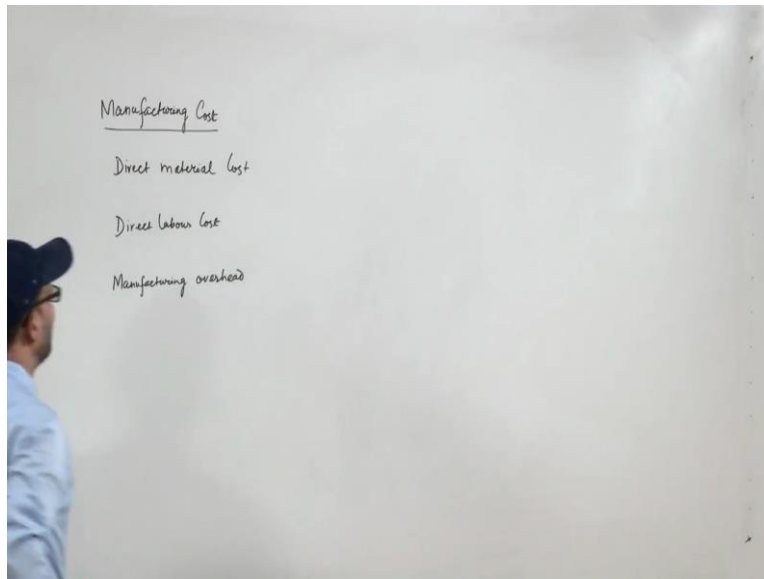 Manufacturing Cost
Direct material Cost
Direct Labour Cost
Manufacturing overhead